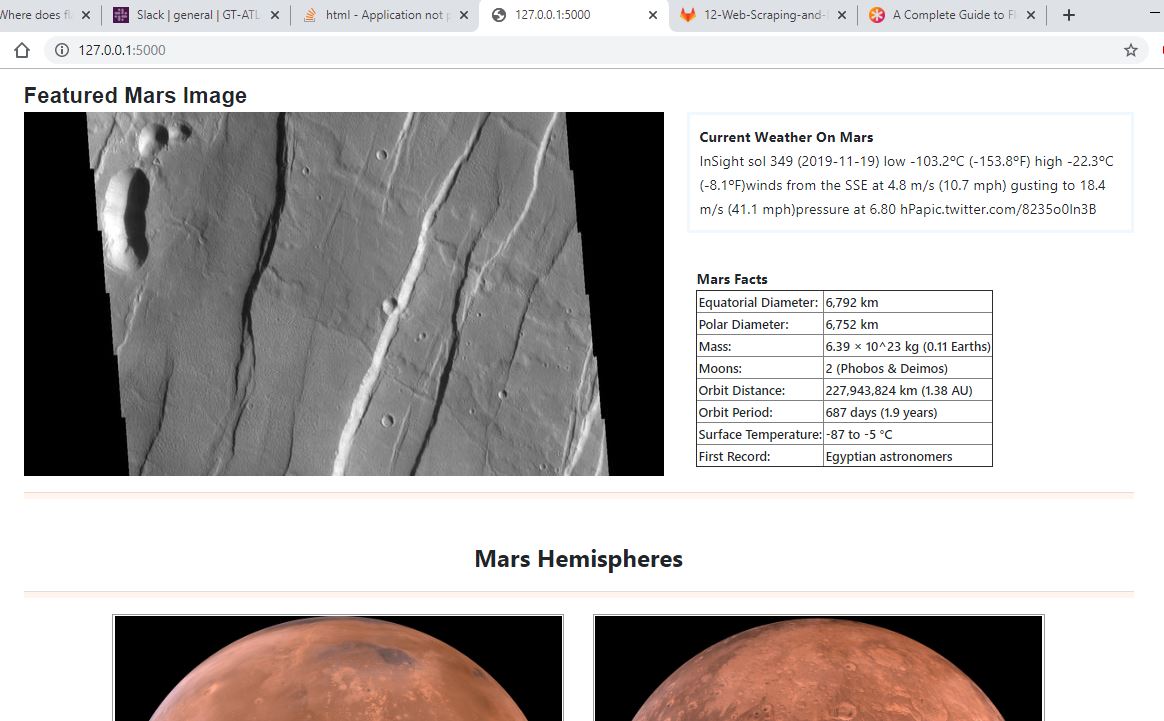 Where does fl
Slack | general | GT-ATL
html - Application not p
127.0.0.1:5000
12-Web-Scraping-and-
A Complete Guide to Fl
127.0.0.1:5000
Featured Mars Image
Current Weather On Mars
InSight sol 349 (2019-11-19) low -103.2ºC (-153.8ºF) high -22.3ºC
(-8.1ºF)winds from the SSE at 4.8 m/s (10.7 mph) gusting to 18.4
m/s (41.1 mph)pressure at 6.80 hPapic.twitter.com/8235o0In3B
Mars Facts
Equatorial Diameter: 6,792 km
Polar Diameter: 6,752 km
Mass: 6.39 × 10^23 kg (0.11 Earths)
Moons: 2 (Phobos & Deimos)
Orbit Distance: 227,943,824 km (1.38 AU)
Orbit Period: 687 days (1.9 years)
Surface Temperature: -87 to -5 °C
First Record: Egyptian astronomers
Mars Hemispheres